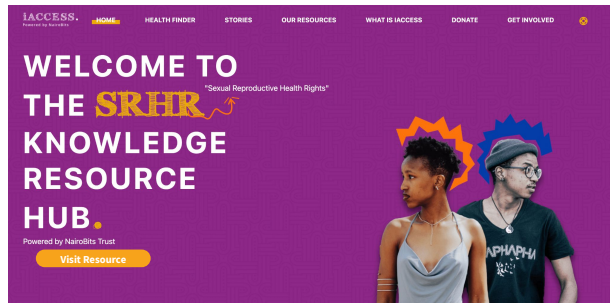 iACCESS.
Powered by NairoBits
HOME HEALTH FINDER STORIES OUR RESOURCES WHAT IS IACCESS DONATE GET INVOLVED
WELCOME TO
THE SRHR
"Sexual Reproductive Health Rights"
KNOWLEDGE
RESOURCE
HUB.
Powered by NairoBits Trust
Visit Resource
APHAPHA